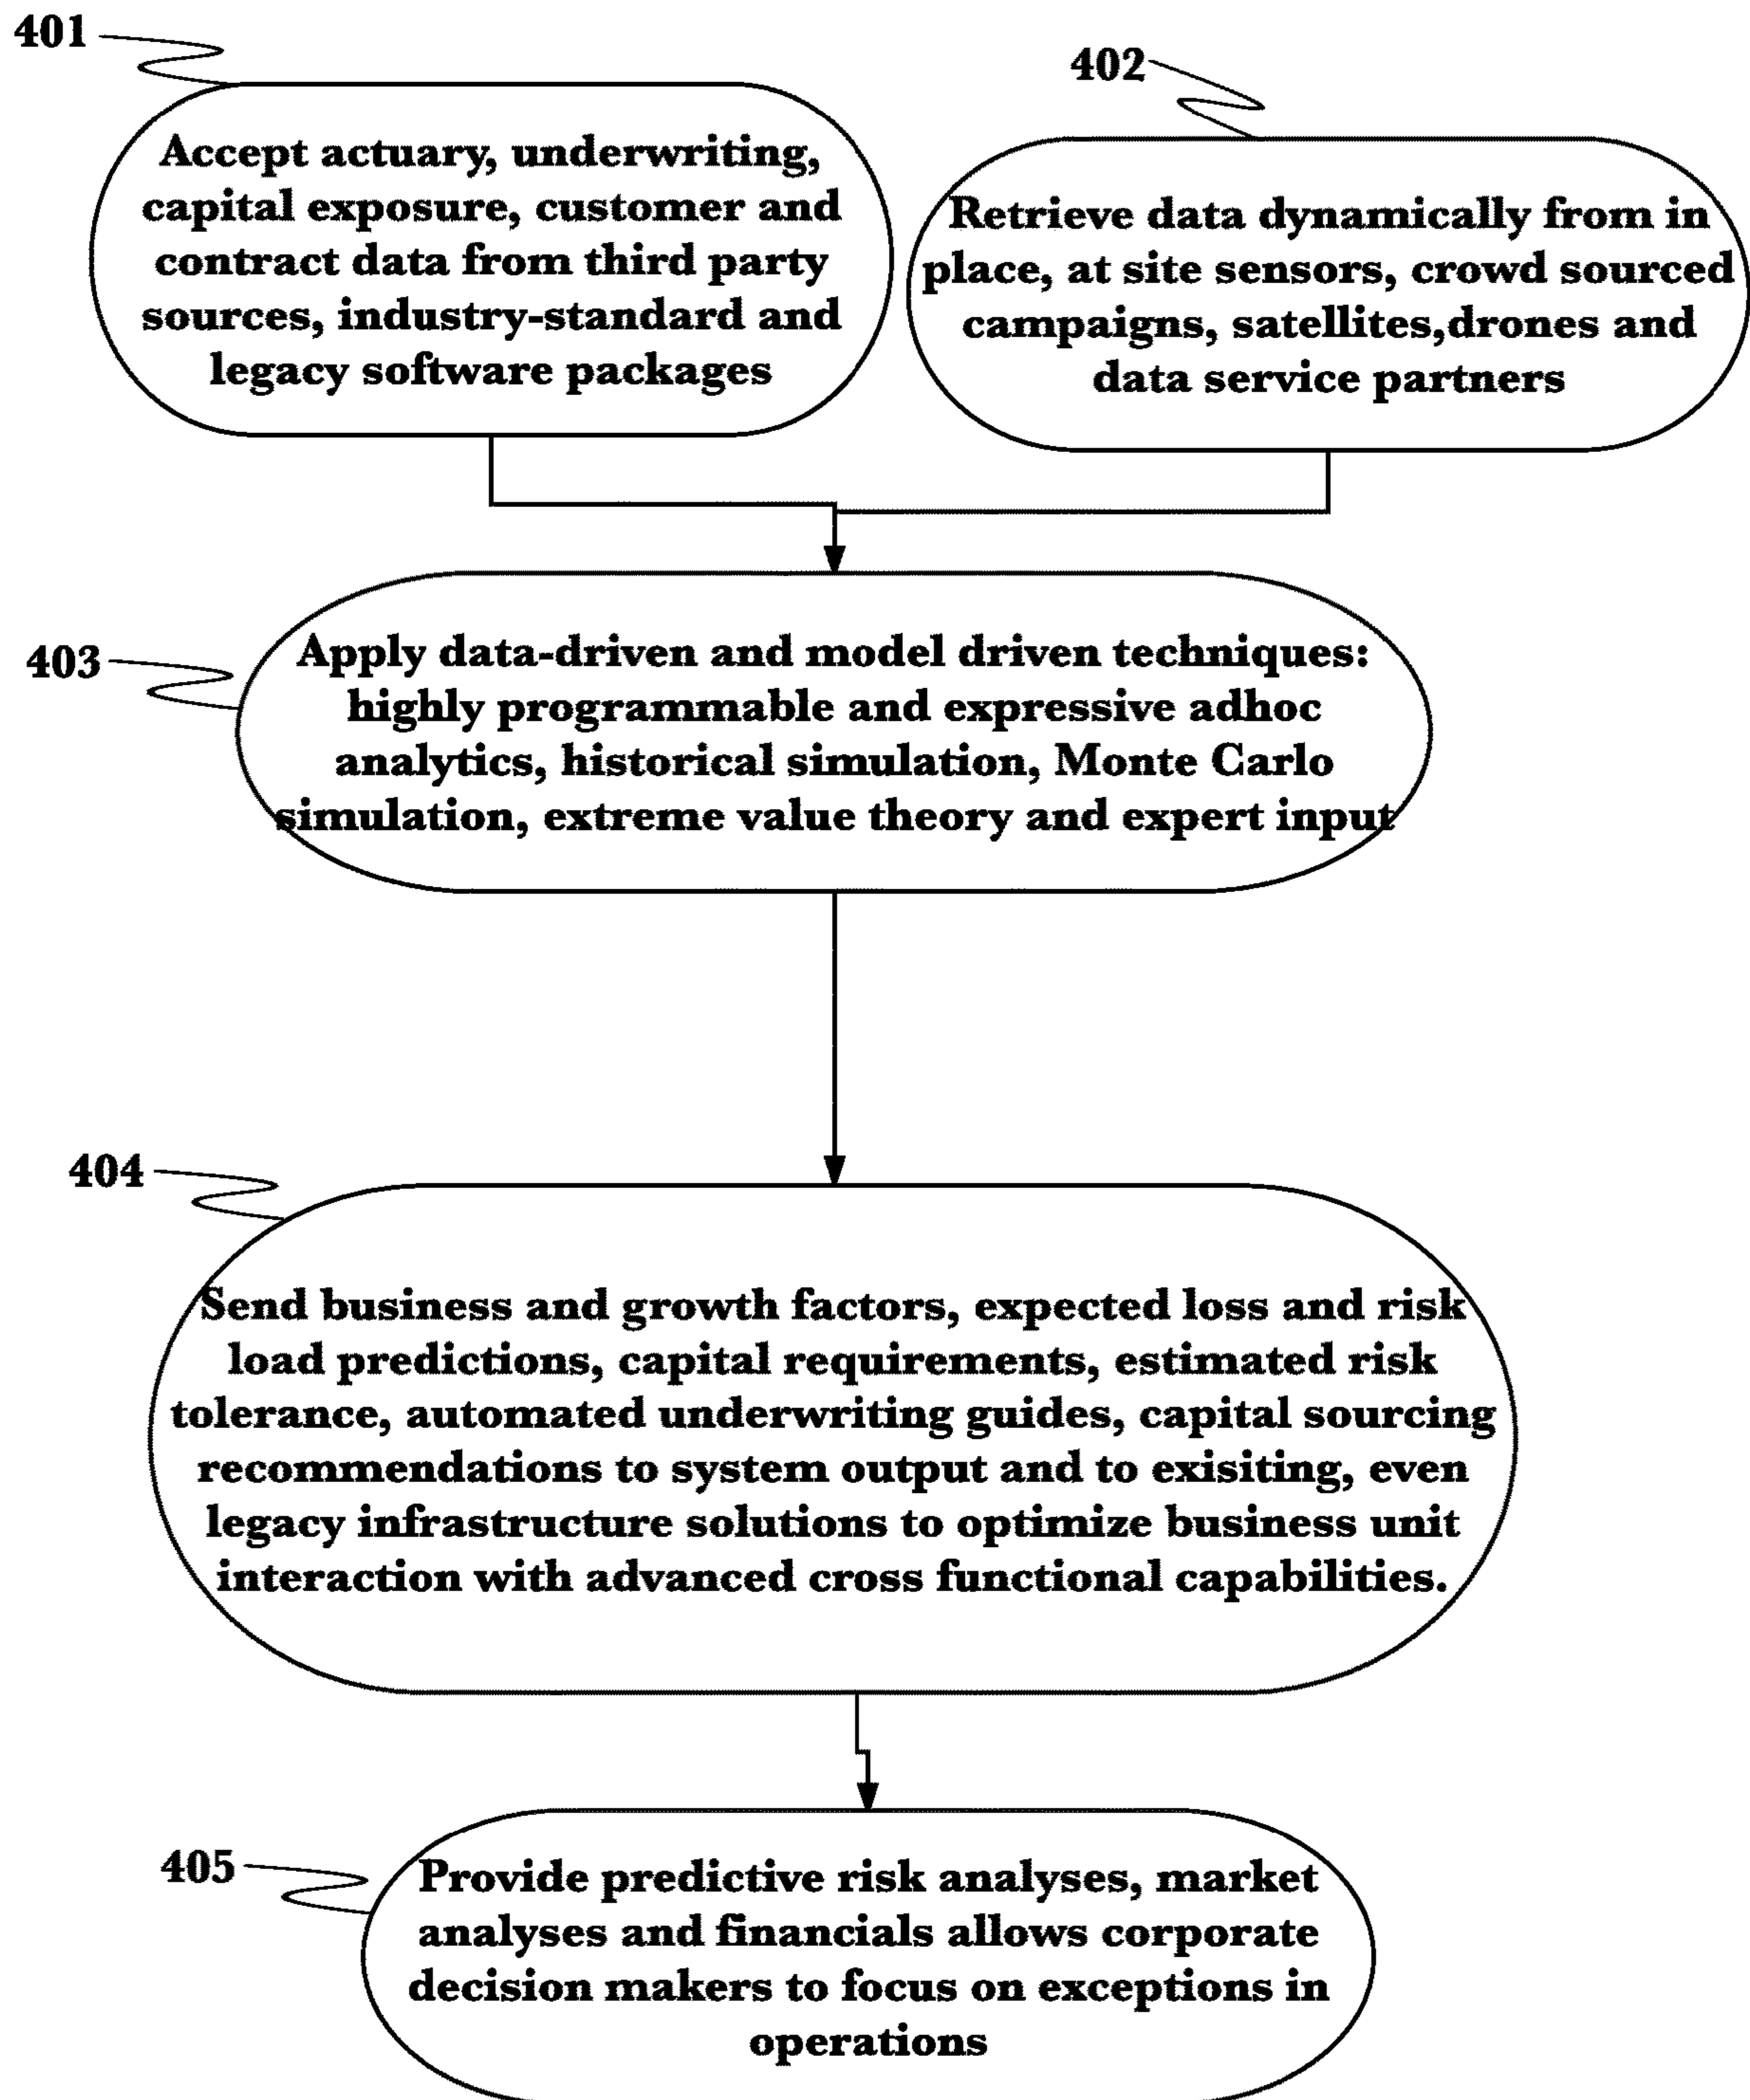 401
Accept actuary, underwriting,
capital exposure, customer and
contract data from third party
sources, industry-standard and
legacy software packages
402
Retrieve data dynamically from in
place, at site sensors, crowd sourced
campaigns, satellites,drones and
data service partners
403
Apply data-driven and model driven techniques:
highly programmable and expressive adhoc
analytics, historical simulation, Monte Carlo
simulation, extreme value theory and expert input
404
Send business and growth factors, expected loss and risk
load predictions, capital requirements, estimated risk
tolerance, automated underwriting guides, capital sourcing
recommendations to system output and to exisiting, even
legacy infrastructure solutions to optimize business unit
interaction with advanced cross functional capabilities.
405
Provide predictive risk analyses, market
analyses and financials allows corporate
decision makers to focus on exceptions in
operations